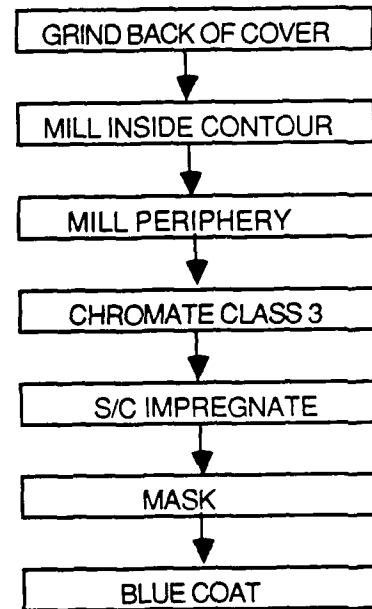 GRIND BACK OF COVER
MILL INSIDE CONTOUR
MILL PERIPHERY
CHROMATE CLASS 3
S/C IMPREGNATE
MASK
BLUE COAT